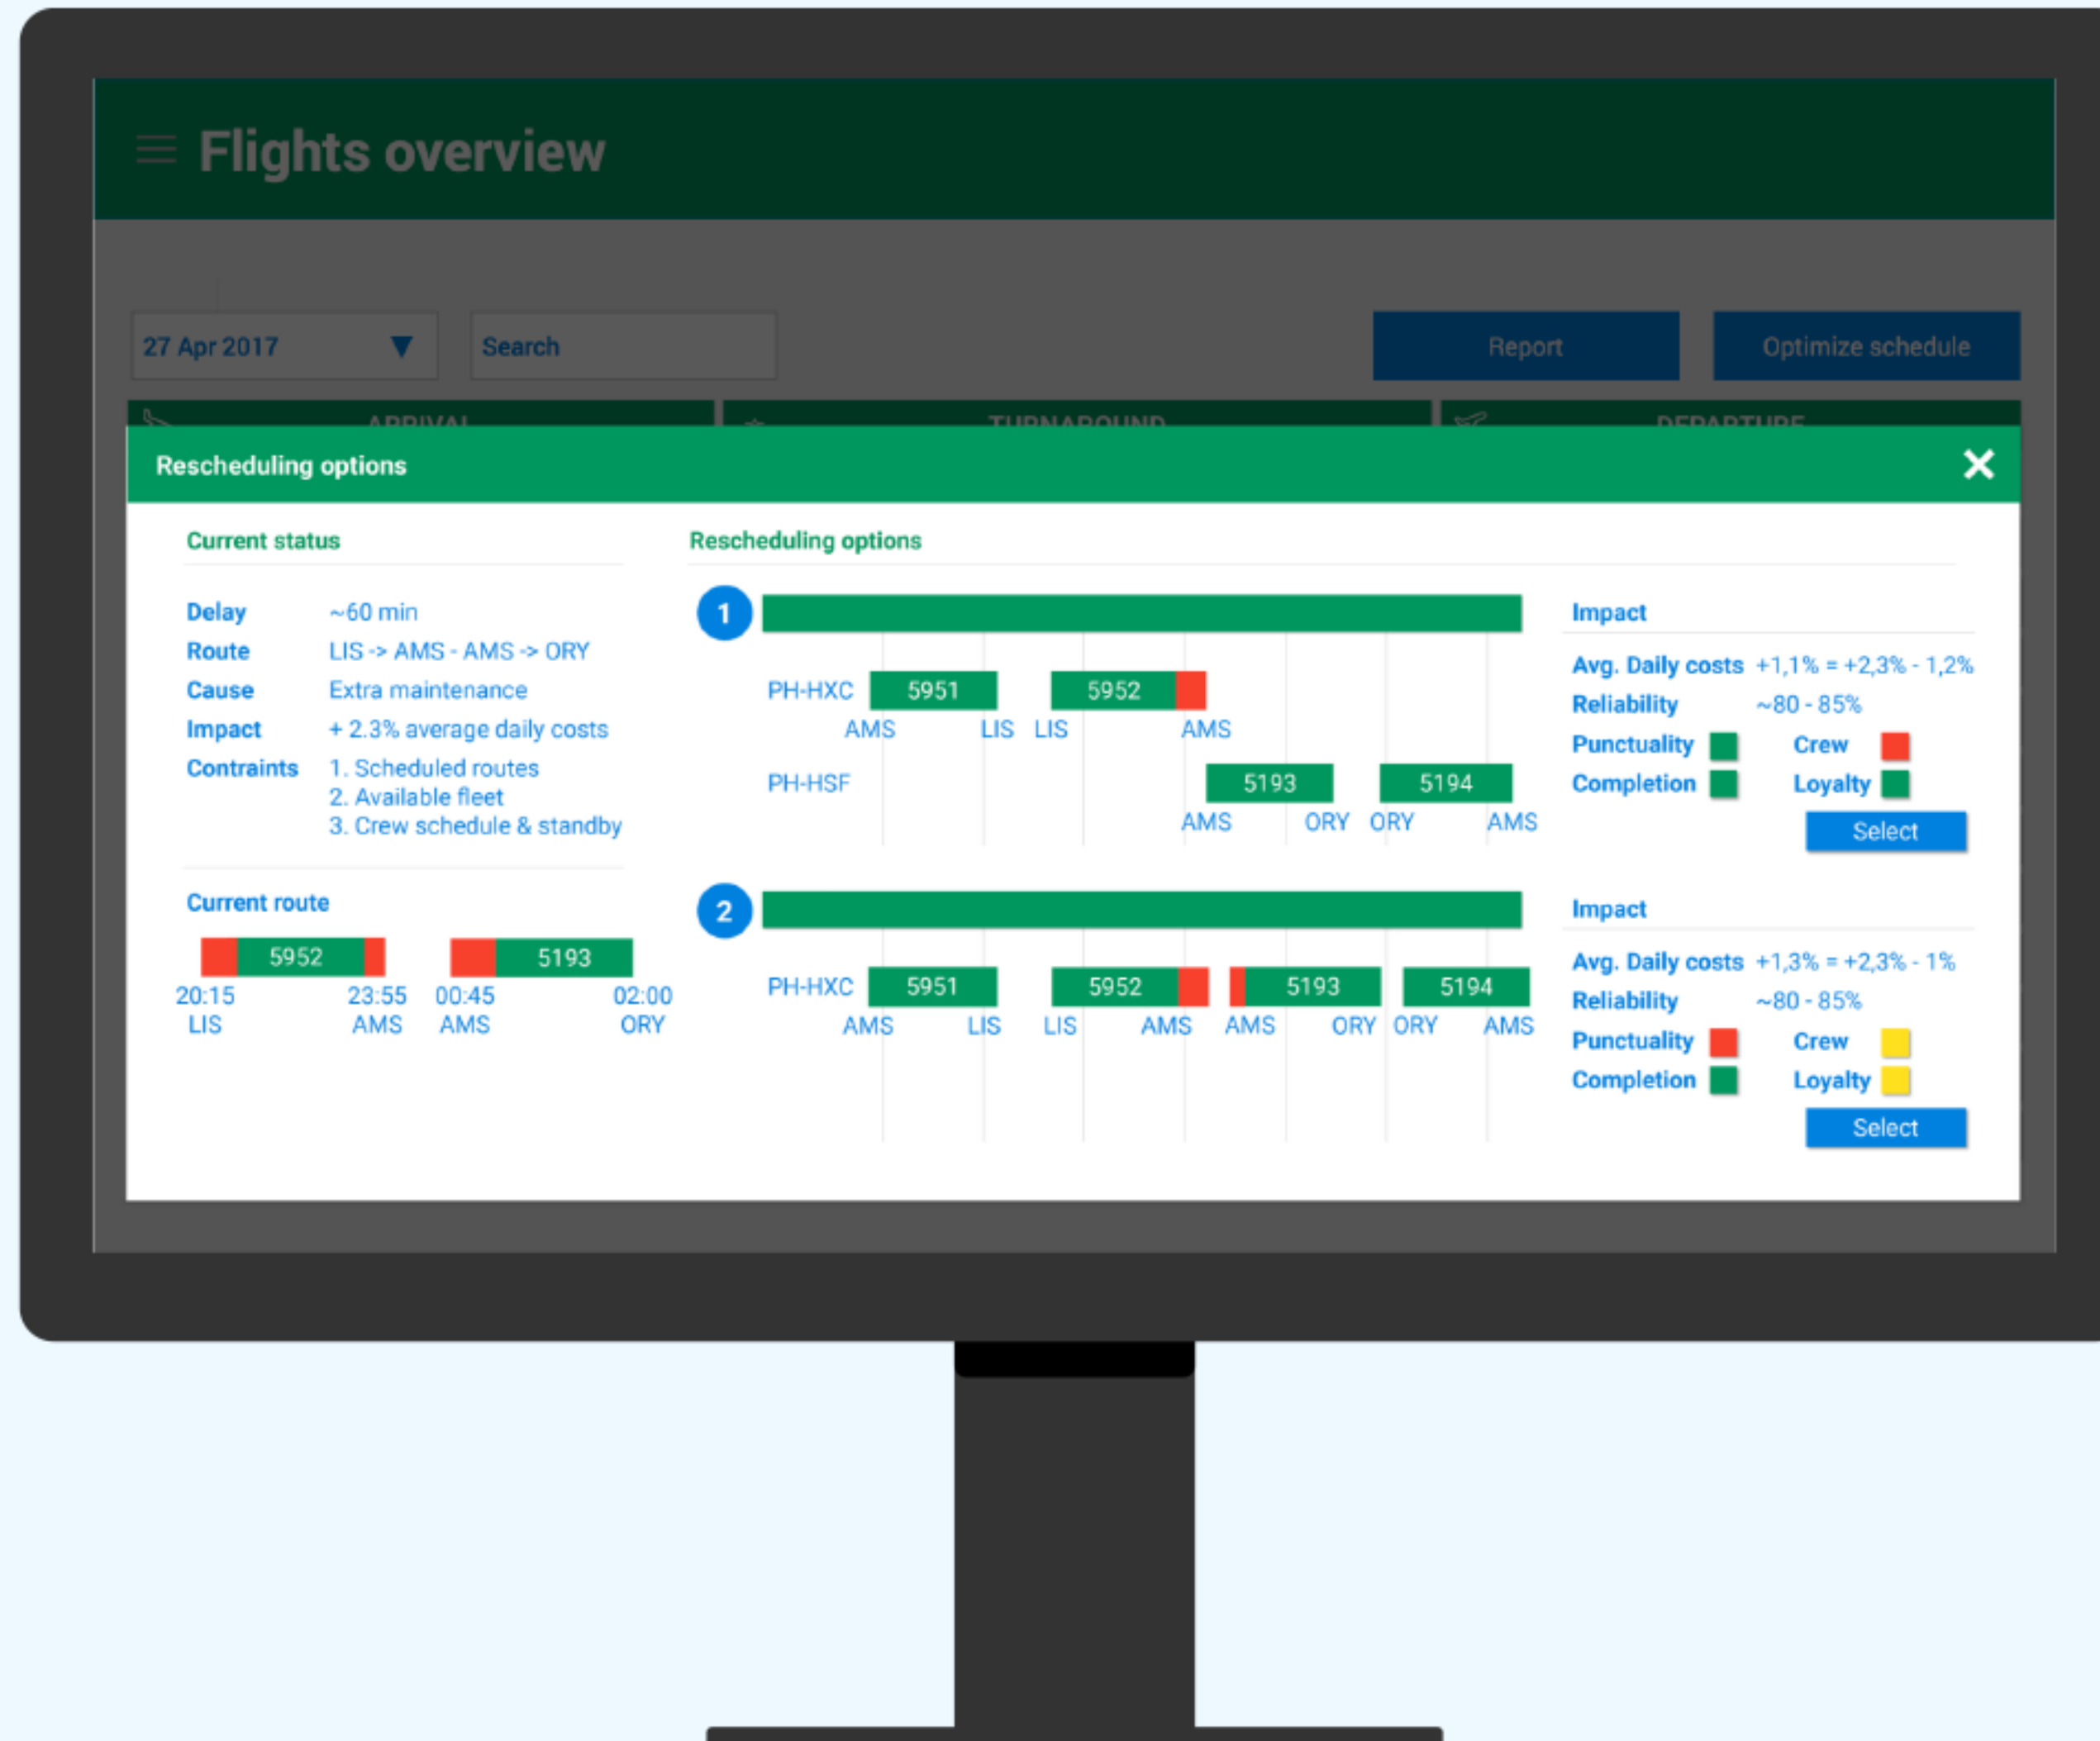 Flights overview
27 Apr 2017
Search
Report
Optimize schedule
ARRIVAL
TURNAROUND
DEPARTURE
Rescheduling options
Current status
Delay ~60 min
Route LIS -> AMS - AMS -> ORY
Cause Extra maintenance
Impact + 2.3% average daily costs
Contraints 1. Scheduled routes
2. Available fleet
3. Crew schedule & standby
Current route
5952 5193
20:15 23:55 00:45 02:00
LIS AMS AMS ORY
Rescheduling options
1
PH-HXC 5951 5952
AMS LIS LIS AMS
PH-HSF 5193 5194
AMS ORY ORY AMS
Impact
Avg. Daily costs +1,1% = +2,3% - 1,2%
Reliability ~80 - 85%
Punctuality Crew
Completion Loyalty
Select
2
PH-HXC 5951 5952 5193 5194
AMS LIS LIS AMS AMS ORY ORY AMS
Impact
Avg. Daily costs +1,3% = +2,3% - 1%
Reliability ~80 - 85%
Punctuality Crew
Completion Loyalty
Select